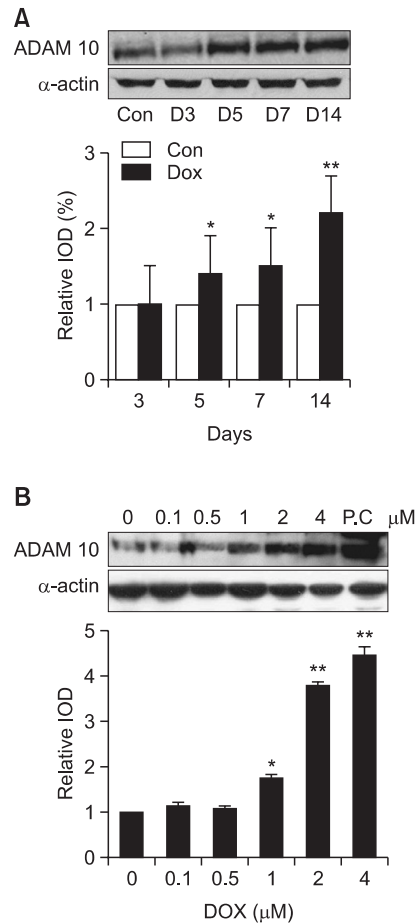 A
ADAM 10
α-actin
Con D3 D5 D7 D14
Con
Dox
Relative IOD (%)
3
2
1
0
* * **
3 5 7 14
Days
B
0 0.1 0.5 1 2 4 P.C μM
ADAM 10
α-actin
Relative IOD
5
4
3
2
1
0
* ** **
0 0.1 0.5 1 2 4
DOX (μM)